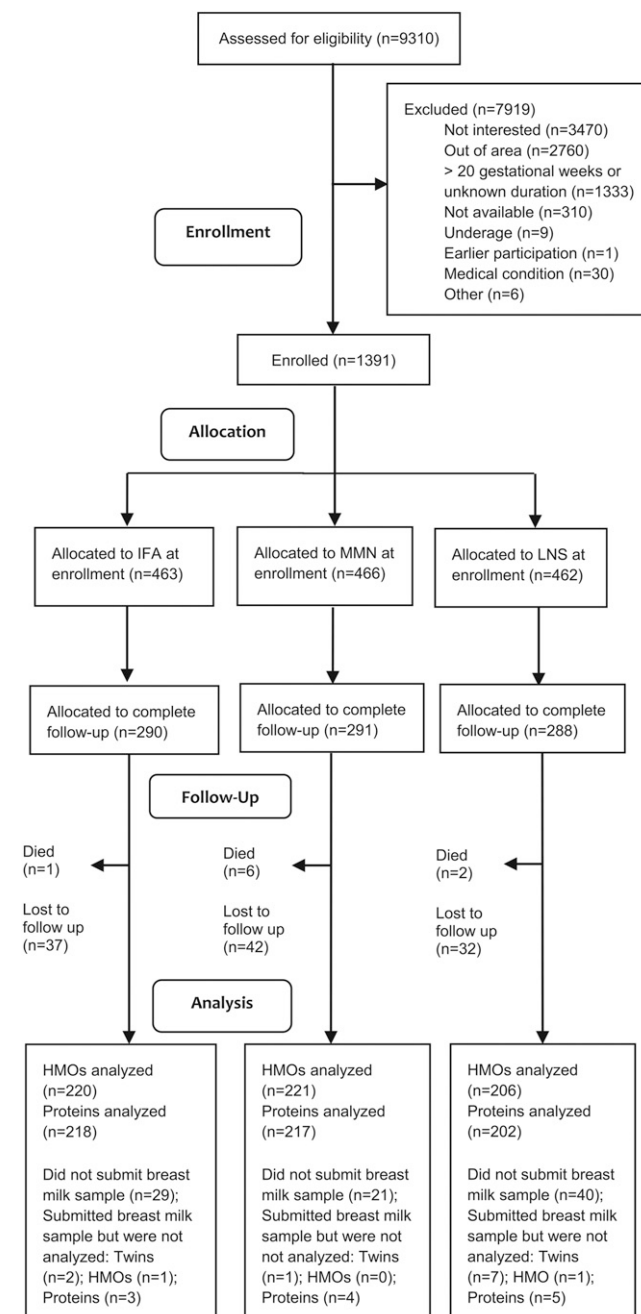 Assessed for eligibility (n=9310)
Excluded (n=7919)
Not interested (n=3470)
Out of area (n=2760)
> 20 gestational weeks or
unknown duration (n=1333)
Not available (n=310)
Underage (n=9)
Earlier participation (n=1)
Medical condition (n=30)
Other (n=6)
Enrollment
Enrolled (n=1391)
Allocation
Allocated to IFA at
enrollment (n=463)
Allocated to MMN at
enrollment (n=466)
Allocated to LNS at
enrollment (n=462)
Allocated to complete
follow-up (n=290)
Allocated to complete
follow-up (n=291)
Allocated to complete
follow-up (n=288)
Follow-Up
Died
(n=1)
Lost to
follow up
(n=37)
Died
(n=6)
Lost to
follow up
(n=42)
Died
(n=2)
Lost to
follow up
(n=32)
Analysis
HMOs analyzed
(n=220)
Proteins analyzed
(n=218)
Did not submit breast
milk sample (n=29);
Submitted breast milk
sample but were not
analyzed: Twins
(n=2); HMOs (n=1);
Proteins (n=3)
HMOs analyzed
(n=221)
Proteins analyzed
(n=217)
Did not submit breast
milk sample (n=21);
Submitted breast milk
sample but were not
not analyzed: Twins
(n=1); HMOs (n=0);
Proteins (n=4)
HMOs analyzed
(n=206)
Proteins analyzed
(n=202)
Did not submit breast
milk sample (n=40);
Submitted breast milk
sample but were not
analyzed: Twins
(n=7); HMO (n=1);
Proteins (n=5)